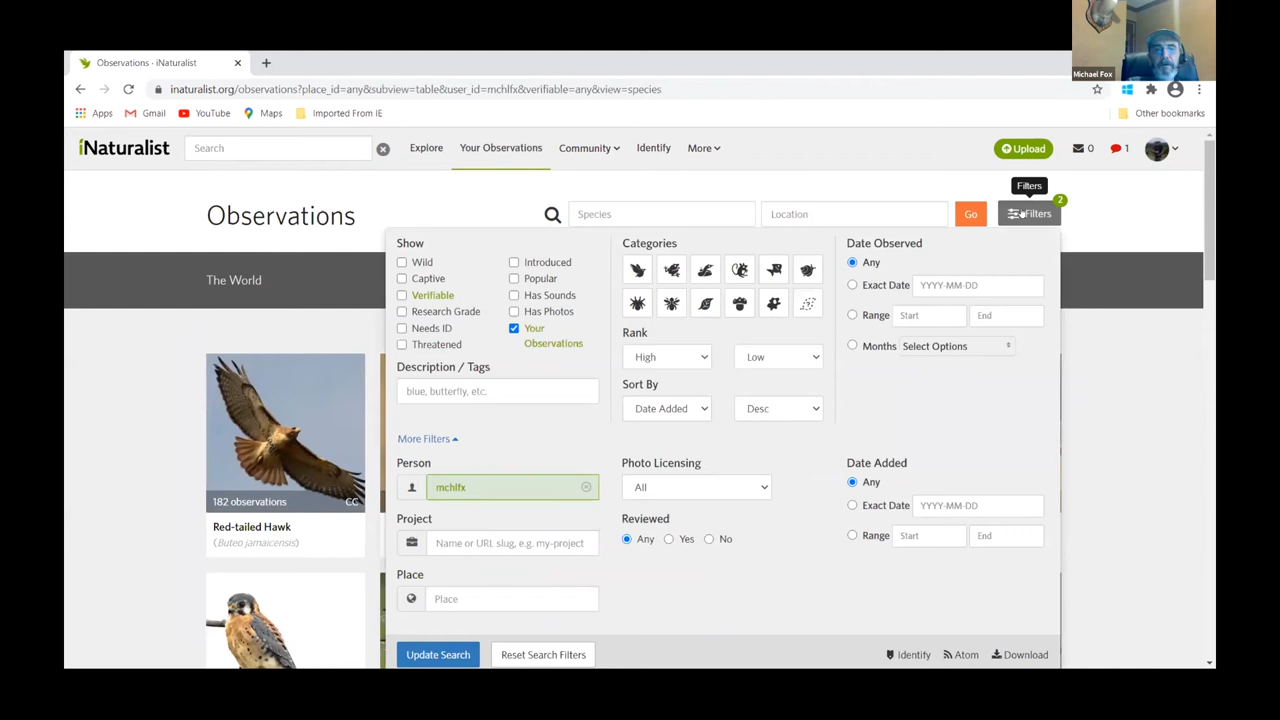 Michael Fox
Observations · iNaturalist
inaturalist.org/observations?place_id=any&subview=table&user_id=mchlfx&verifiable=any&view=species
Apps Gmail YouTube Maps Imported From IE Other bookmarks
iNaturalist Search Explore Your Observations Community Identify More Upload 0 1
Filters
Observations Species Location Go Filters 2
The World
Show
Wild Introduced
Captive Popular
Verifiable Has Sounds
Research Grade Has Photos
Needs ID Your
Threatened Observations
Description / Tags
blue, butterfly, etc.
Categories
Rank
High Low
Sort By
Date Added Desc
Date Observed
Any
Exact Date YYYY-MM-DD
Range Start End
Months Select Options
More Filters
Person
mchlfx
Project
Name or URL slug, e.g. my-project
Place
Place
Photo Licensing
All
Reviewed
Any Yes No
Date Added
Any
Exact Date YYYY-MM-DD
Range Start End
Update Search Reset Search Filters Identify Atom Download
182 observations CC
Red-tailed Hawk
(Buteo jamaicensis)